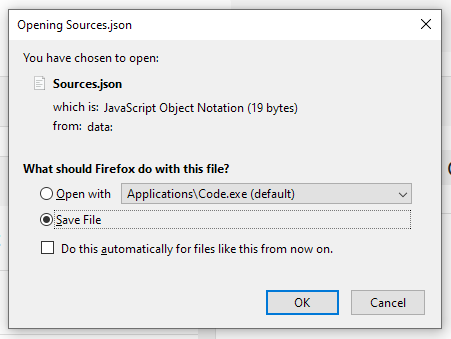 Opening Sources.json
You have chosen to open:
Sources.json
which is: JavaScript Object Notation (19 bytes)
from: data:
What should Firefox do with this file?
Open with Applications\Code.exe (default)
Save File
Do this automatically for files like this from now on.
OK Cancel